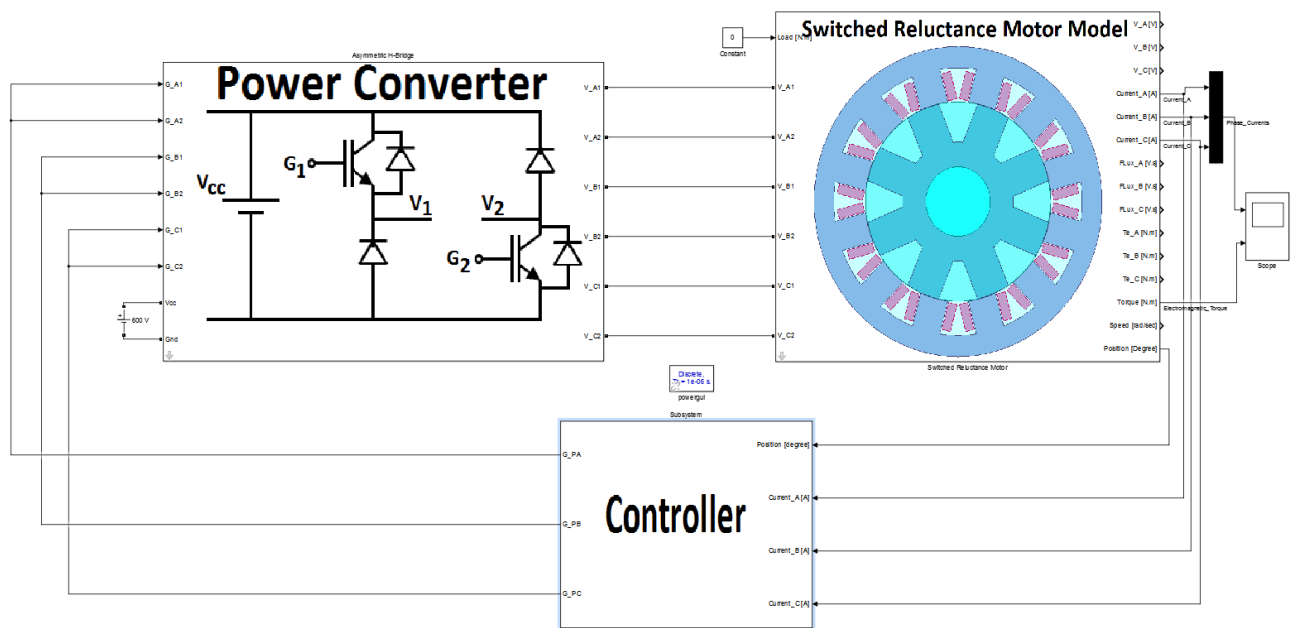 Asymmetric H-Bridge
Power Converter
G_A1
G_A2
G_B1
G_B2
G_C1
G_C2
Vcc
600 V
Gnd
Vcc
G1
V1
V2
G2
V_A1
V_A2
V_B1
V_B2
V_C1
V_C2
0
Constant
Switched Reluctance Motor Model
Load [N.m]
V_A1
V_A2
V_B1
V_B2
V_C1
V_C2
V_A [V]
V_B [V]
V_C [V]
Current_A [A]
Current_B [A]
Current_C [A]
FLux_A [V.s]
FLux_B [V.s]
FLux_C [V.s]
Te_A [N.m]
Te_B [N.m]
Te_C [N.m]
Torque [N.m]
Speed [rad/sec]
Position [Degree]
Switched Reluctance Motor
Current_A
Current_B
Current_C
Phase_Currents
Electromagnetic_Torque
Scope
Discrete,
= 1e-06 s.
powergui
Subsystem
Controller
G_PA
G_PB
G_PC
Position [degree]
Current_A [A]
Current_B [A]
Current_C [A]